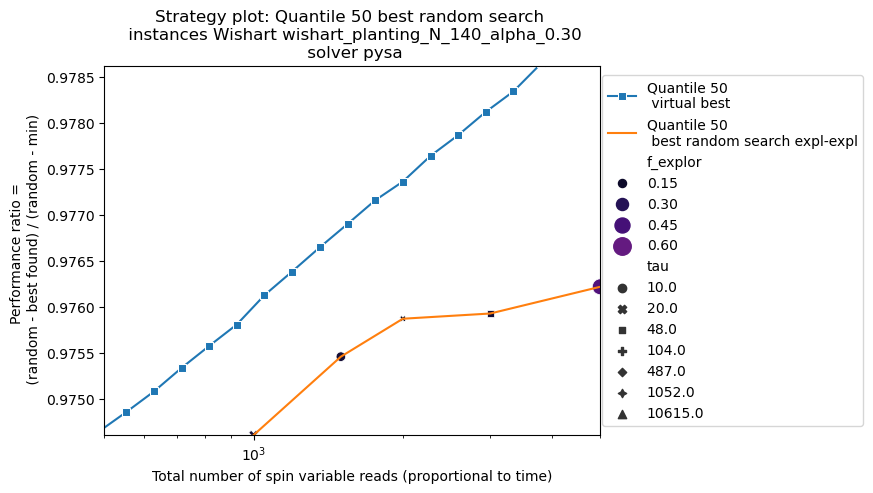 Strategy plot: Quantile 50 best random search
instances Wishart wishart_planting_N_140_alpha_0.30
solver pysa
Performance ratio =
(random - best found) / (random - min)
0.9785
0.9780
0.9775
0.9770
0.9765
0.9760
0.9755
0.9750
10³
Total number of spin variable reads (proportional to time)
Quantile 50
virtual best
Quantile 50
best random search expl-expl
f_explor
0.15
0.30
0.45
0.60
tau
10.0
20.0
48.0
104.0
487.0
1052.0
10615.0